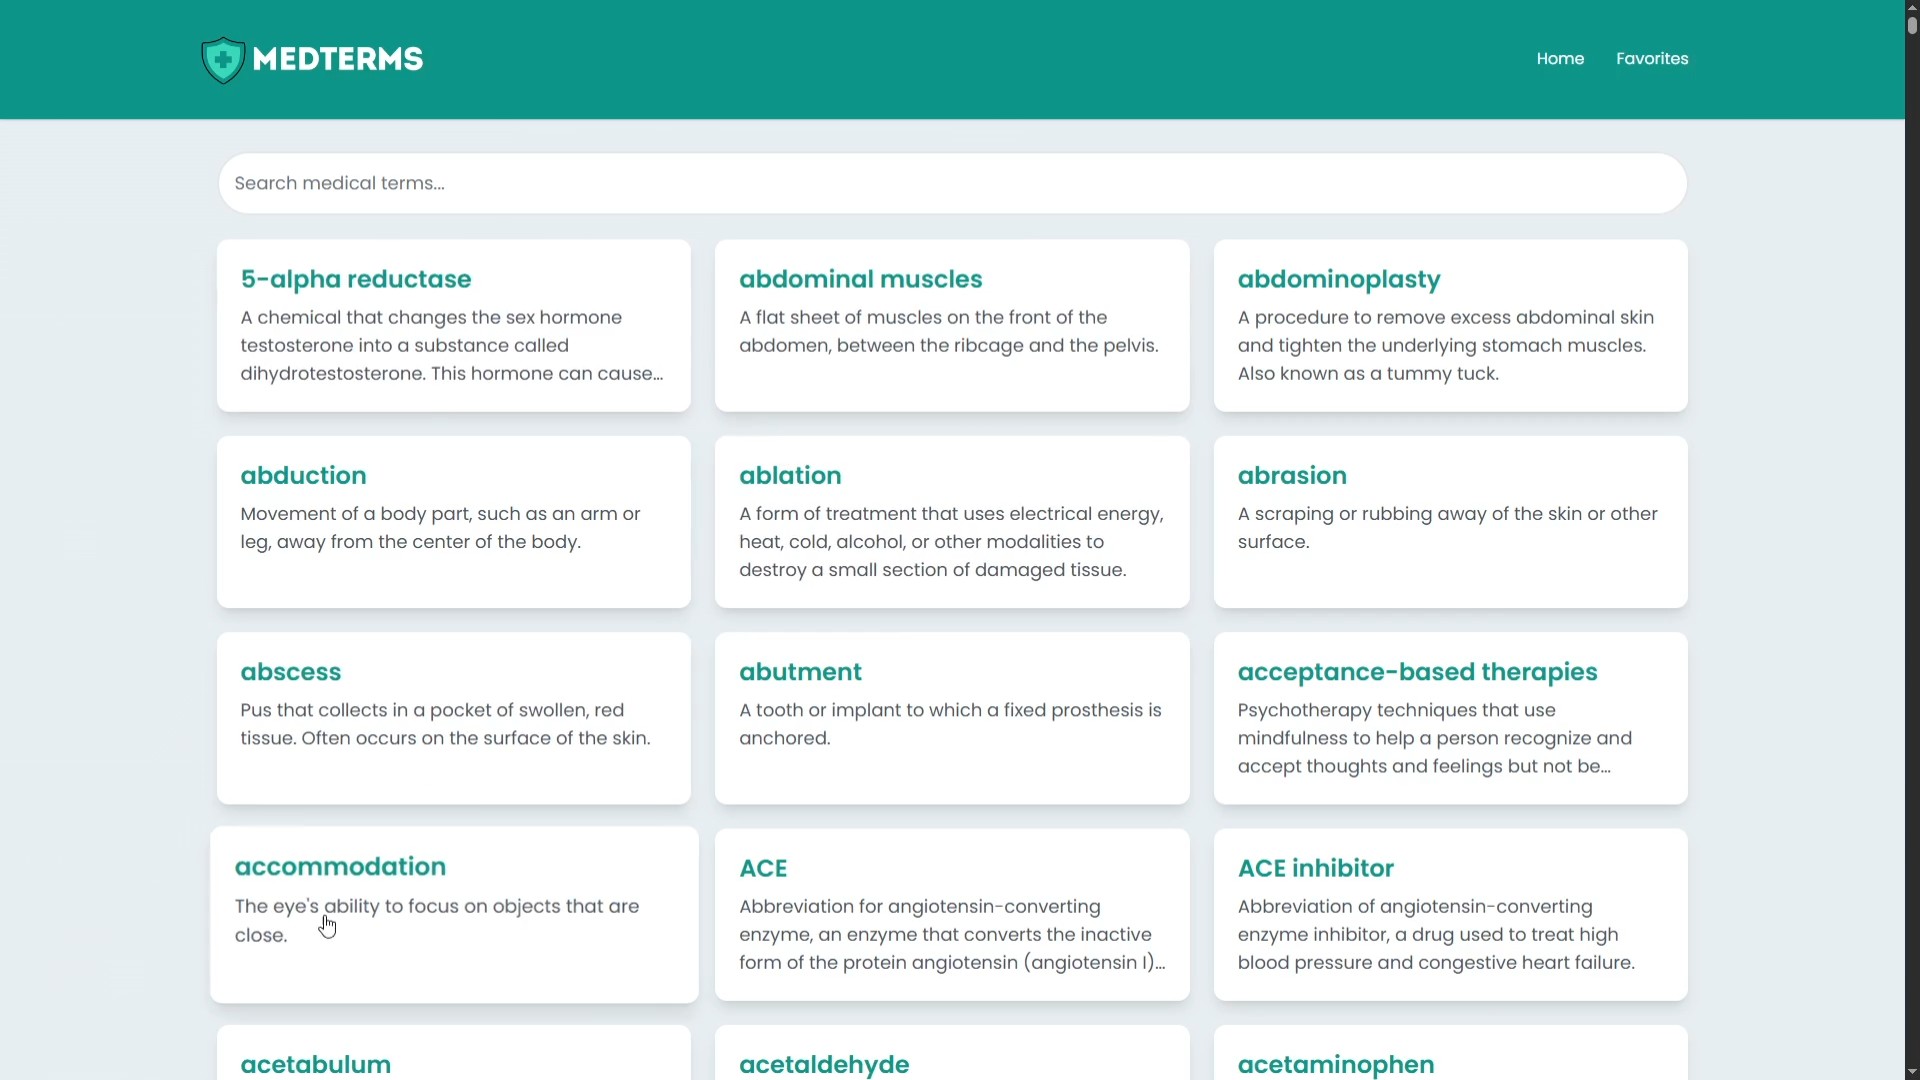 MEDTERMS
Home
Favorites
Search medical terms...
5-alpha reductase
A chemical that changes the sex hormone
testosterone into a substance called
dihydrotestosterone. This hormone can cause...
abdominal muscles
A flat sheet of muscles on the front of the
abdomen, between the ribcage and the pelvis.
abdominoplasty
A procedure to remove excess abdominal skin
and tighten the underlying stomach muscles.
Also known as a tummy tuck.
abduction
Movement of a body part, such as an arm or
leg, away from the center of the body.
ablation
A form of treatment that uses electrical energy,
heat, cold, alcohol, or other modalities to
destroy a small section of damaged tissue.
abrasion
A scraping or rubbing away of the skin or other
surface.
abscess
Pus that collects in a pocket of swollen, red
tissue. Often occurs on the surface of the skin.
abutment
A tooth or implant to which a fixed prosthesis is
anchored.
acceptance-based therapies
Psychotherapy techniques that use
mindfulness to help a person recognize and
accept thoughts and feelings but not be...
accommodation
The eye's ability to focus on objects that are
close.
ACE
Abbreviation for angiotensin-converting
enzyme, an enzyme that converts the inactive
form of the protein angiotensin (angiotensin I)...
ACE inhibitor
Abbreviation of angiotensin-converting
enzyme inhibitor, a drug used to treat high
blood pressure and congestive heart failure.
acetabulum
acetaldehyde
acetaminophen